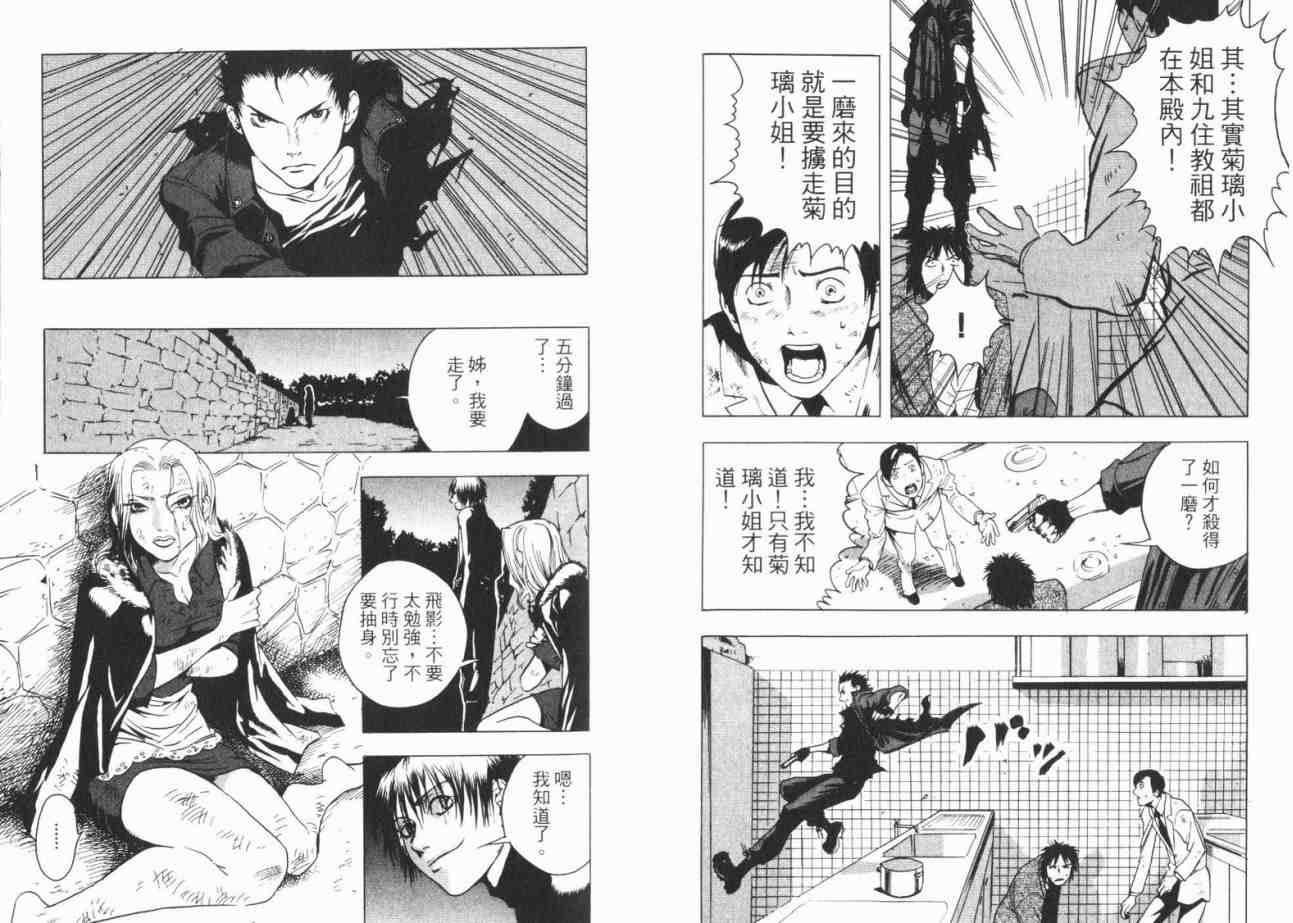 其…其實菊璃小
姐和九住教祖都
在本殿內！
！
一磨來的目的
就是要擄走菊
璃小姐！
如何才殺得
了一磨？
我…我不知
道！只有菊
璃小姐才知
道！
バッ
五分鐘過
了…
姊，我要
走了。
飛影…不要
太勉強，不
行時別忘了
要抽身。
嗯…
我知道了。
……